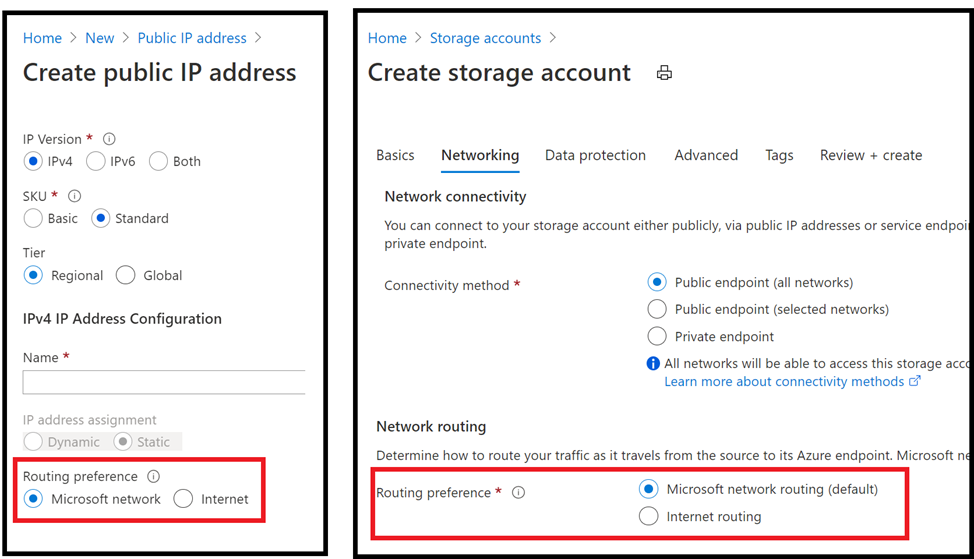 Home > New > Public IP address >
Create public IP address
IP Version *
IPv4 IPv6 Both
SKU *
Basic Standard
Tier
Regional Global
IPv4 IP Address Configuration
Name *
IP address assignment
Dynamic Static
Routing preference
Microsoft network Internet
Home > Storage accounts >
Create storage account
Basics Networking Data protection Advanced Tags Review + create
Network connectivity
You can connect to your storage account either publicly, via public IP addresses or service
private endpoint.
Connectivity method *
Public endpoint (all networks)
Public endpoint (selected networks)
Private endpoint
All networks will be able to access this storage
Learn more about connectivity methods
Network routing
Determine how to route your traffic as it travels from the source to its Azure endpoint. Microsoft
Routing preference *
Microsoft network routing (default)
Internet routing